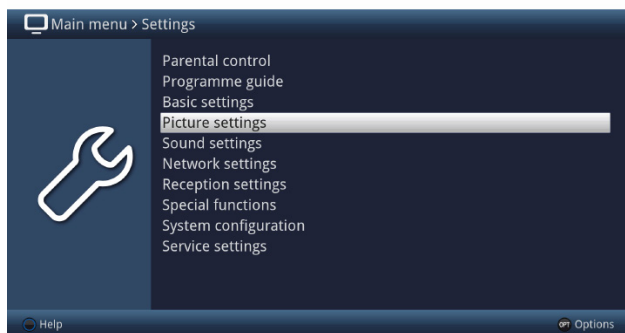 Main menu > Settings
Parental control
Programme guide
Basic settings
Picture settings
Sound settings
Network settings
Reception settings
Special functions
System configuration
Service settings
Help
OPT Options